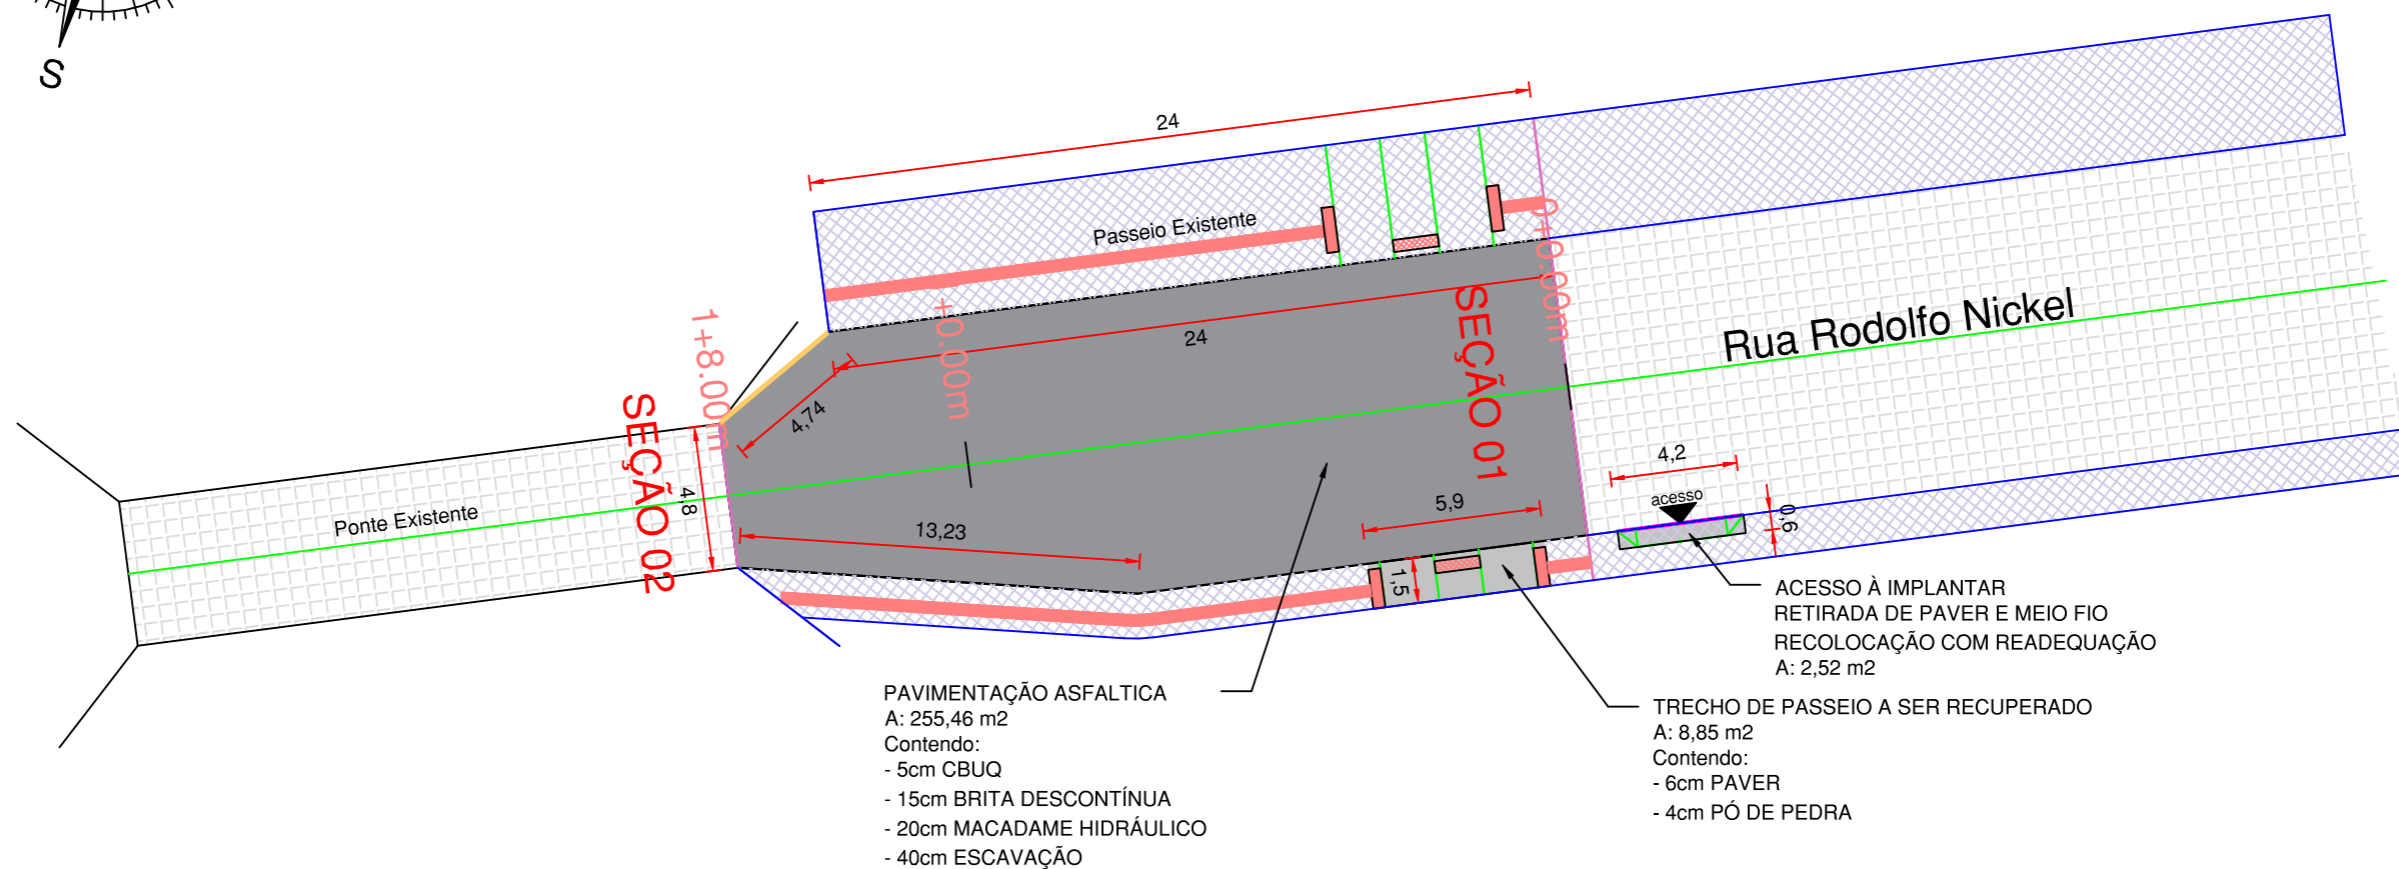 S
24
Passeio Existente
0+0.00m
1+8.00m
+0.00m
24
SEÇÃO 01
Rua Rodolfo Nickel
4,74
SEÇÃO 02
4,8
Ponte Existente
13,23
5,9
1,5
4,2
acesso
0,6
ACESSO À IMPLANTAR
RETIRADA DE PAVER E MEIO FIO
RECOLOCAÇÃO COM READEQUAÇÃO
A: 2,52 m2
PAVIMENTAÇÃO ASFALTICA
A: 255,46 m2
Contendo:
- 5cm CBUQ
- 15cm BRITA DESCONTÍNUA
- 20cm MACADAME HIDRÁULICO
- 40cm ESCAVAÇÃO
TRECHO DE PASSEIO A SER RECUPERADO
A: 8,85 m2
Contendo:
- 6cm PAVER
- 4cm PÓ DE PEDRA